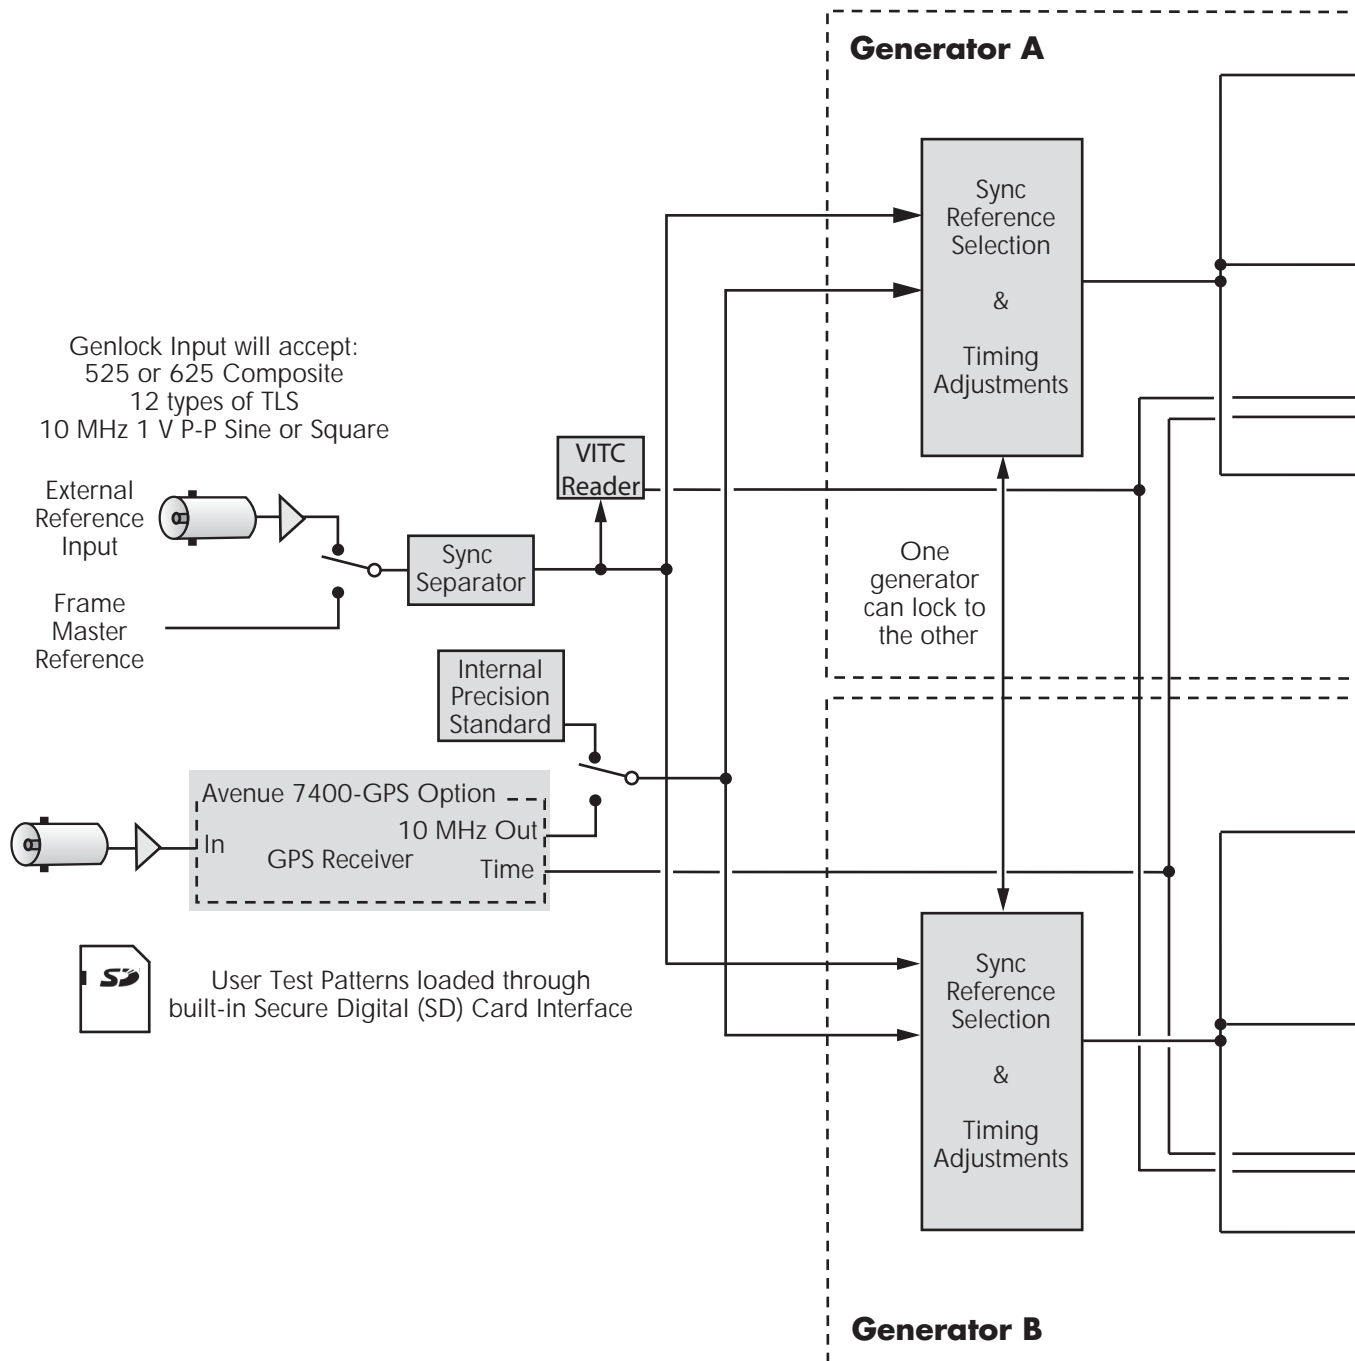 Generator A
Sync
Reference
Selection
&
Timing
Adjustments
Genlock Input will accept:
525 or 625 Composite
12 types of TLS
10 MHz 1 V P-P Sine or Square
VITC
Reader
External
Reference
Input
Sync
Separator
Frame
Master
Reference
One
generator
can lock to
the other
Internal
Precision
Standard
Avenue 7400-GPS Option
In
10 MHz Out
GPS Receiver
Time
SD
User Test Patterns loaded through
built-in Secure Digital (SD) Card Interface
Sync
Reference
Selection
&
Timing
Adjustments
Generator B